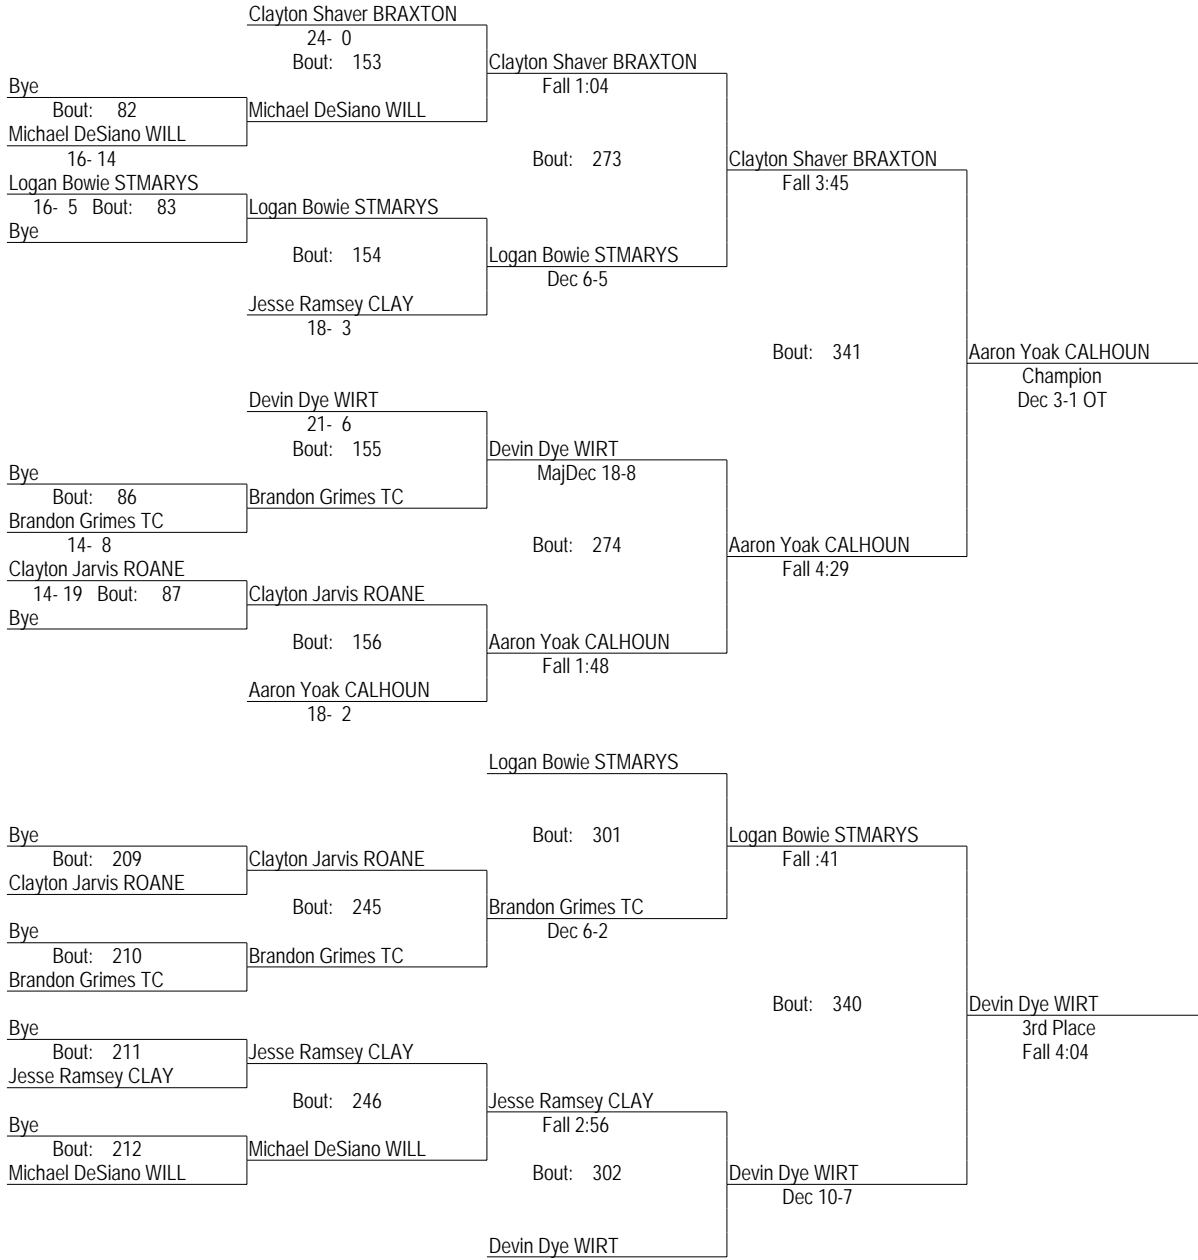 Clayton Shaver BRAXTON
24- 0
Bout: 153
Clayton Shaver BRAXTON
Fall 1:04
Bye
Bout: 82
Michael DeSiano WILL
Michael DeSiano WILL
16- 14
Bout: 273
Clayton Shaver BRAXTON
Fall 3:45
Logan Bowie STMARYS
16- 5 Bout: 83
Logan Bowie STMARYS
Bye
Bout: 154
Logan Bowie STMARYS
Dec 6-5
Jesse Ramsey CLAY
18- 3
Bout: 341
Aaron Yoak CALHOUN
Champion
Dec 3-1 OT
Devin Dye WIRT
21- 6
Bout: 155
Devin Dye WIRT
MajDec 18-8
Bye
Bout: 86
Brandon Grimes TC
Brandon Grimes TC
14- 8
Bout: 274
Aaron Yoak CALHOUN
Fall 4:29
Clayton Jarvis ROANE
14- 19 Bout: 87
Clayton Jarvis ROANE
Bye
Bout: 156
Aaron Yoak CALHOUN
Fall 1:48
Aaron Yoak CALHOUN
18- 2
Logan Bowie STMARYS
Bye
Bout: 301
Logan Bowie STMARYS
Fall :41
Bout: 209
Clayton Jarvis ROANE
Clayton Jarvis ROANE
Bout: 245
Brandon Grimes TC
Dec 6-2
Bye
Bout: 210
Brandon Grimes TC
Brandon Grimes TC
Bout: 340
Devin Dye WIRT
3rd Place
Fall 4:04
Bye
Bout: 211
Jesse Ramsey CLAY
Jesse Ramsey CLAY
Bout: 246
Jesse Ramsey CLAY
Fall 2:56
Bye
Bout: 212
Michael DeSiano WILL
Michael DeSiano WILL
Bout: 302
Devin Dye WIRT
Dec 10-7
Devin Dye WIRT